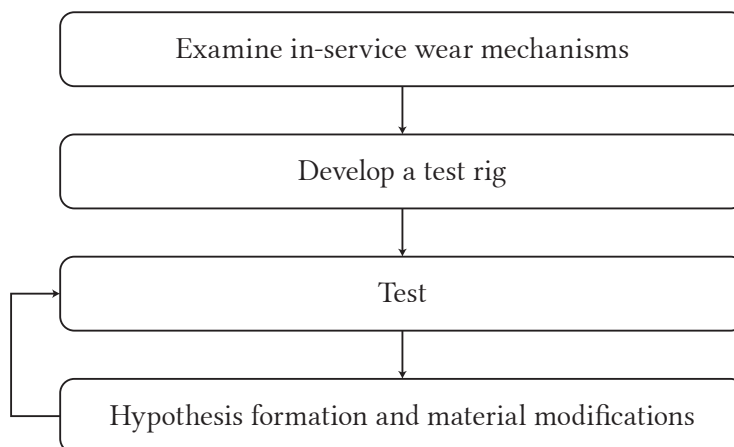 Examine in-service wear mechanisms
Develop a test rig
Test
Hypothesis formation and material modifications